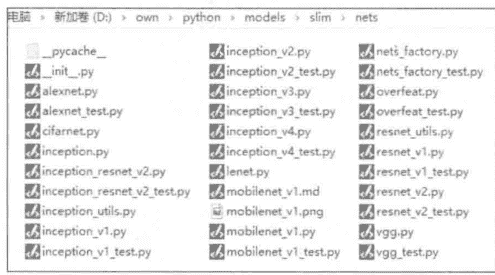 电脑 > 新加卷 (D:) > own > python > models > slim > nets
__pycache__
__init__.py
alexnet.py
alexnet_test.py
cifarnet.py
inception.py
inception_resnet_v2.py
inception_resnet_v2_test.py
inception_utils.py
inception_v1.py
inception_v1_test.py
inception_v2.py
inception_v2_test.py
inception_v3.py
inception_v3_test.py
inception_v4.py
inception_v4_test.py
lenet.py
mobilenet_v1.md
mobilenet_v1.png
mobilenet_v1.py
mobilenet_v1_test.py
nets_factory.py
nets_factory_test.py
overfeat.py
overfeat_test.py
resnet_utils.py
resnet_v1.py
resnet_v1_test.py
resnet_v2.py
resnet_v2_test.py
vgg.py
vgg_test.py